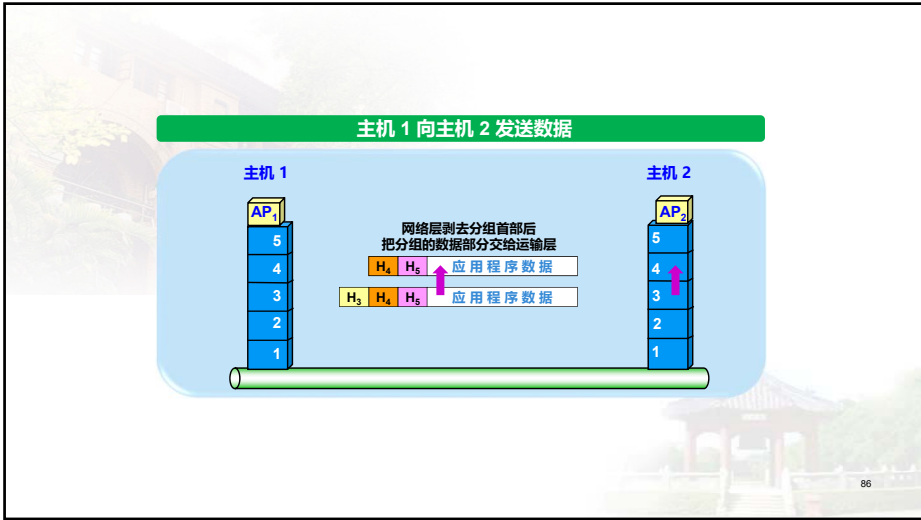 主机 1 向主机 2 发送数据
主机 1
主机 2
AP₁
AP₂
网络层剥去分组首部后
把分组的数据部分交给运输层
5
4
3
2
1
H₄ H₅ 应用程序数据
H₃ H₄ H₅ 应用程序数据
5
4
3
2
1
86